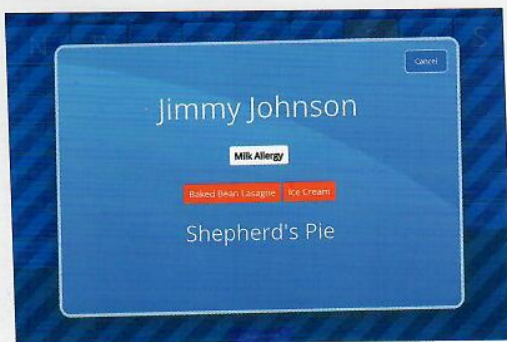 Cancel
Jimmy Johnson
Milk Allergy
Baked Bean Lasagne Ice Cream
Shepherd's Pie